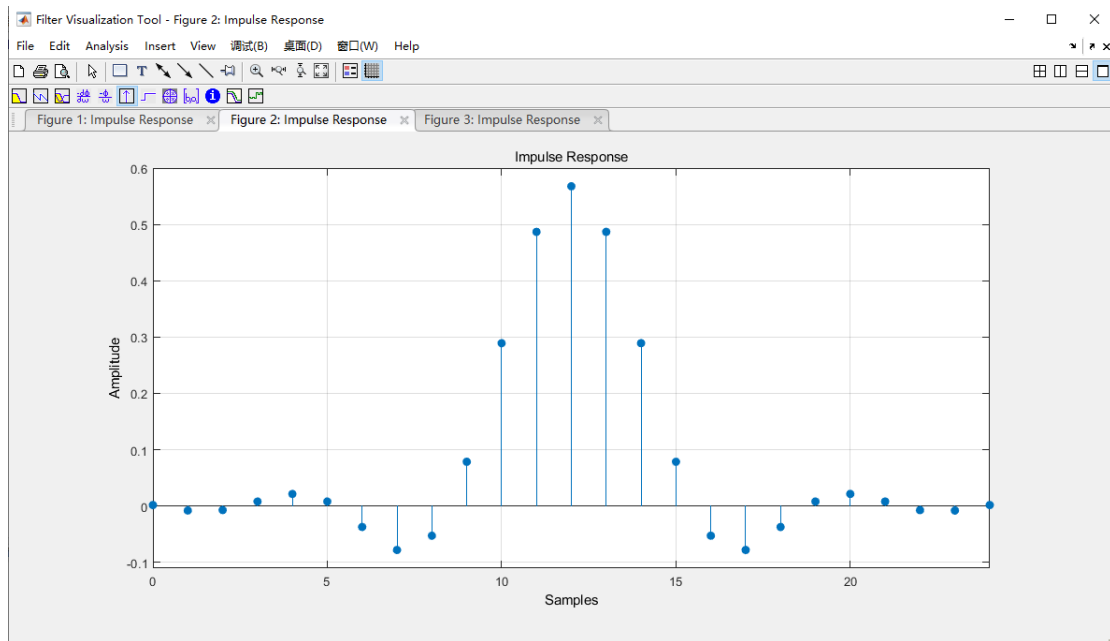 Filter Visualization Tool - Figure 2: Impulse Response
File Edit Analysis Insert View 调试(B) 桌面(D) 窗口(W) Help
Figure 1: Impulse Response Figure 2: Impulse Response Figure 3: Impulse Response
Impulse Response
0.6
0.5
0.4
0.3
0.2
0.1
0
-0.1
Amplitude
0 5 10 15 20
Samples